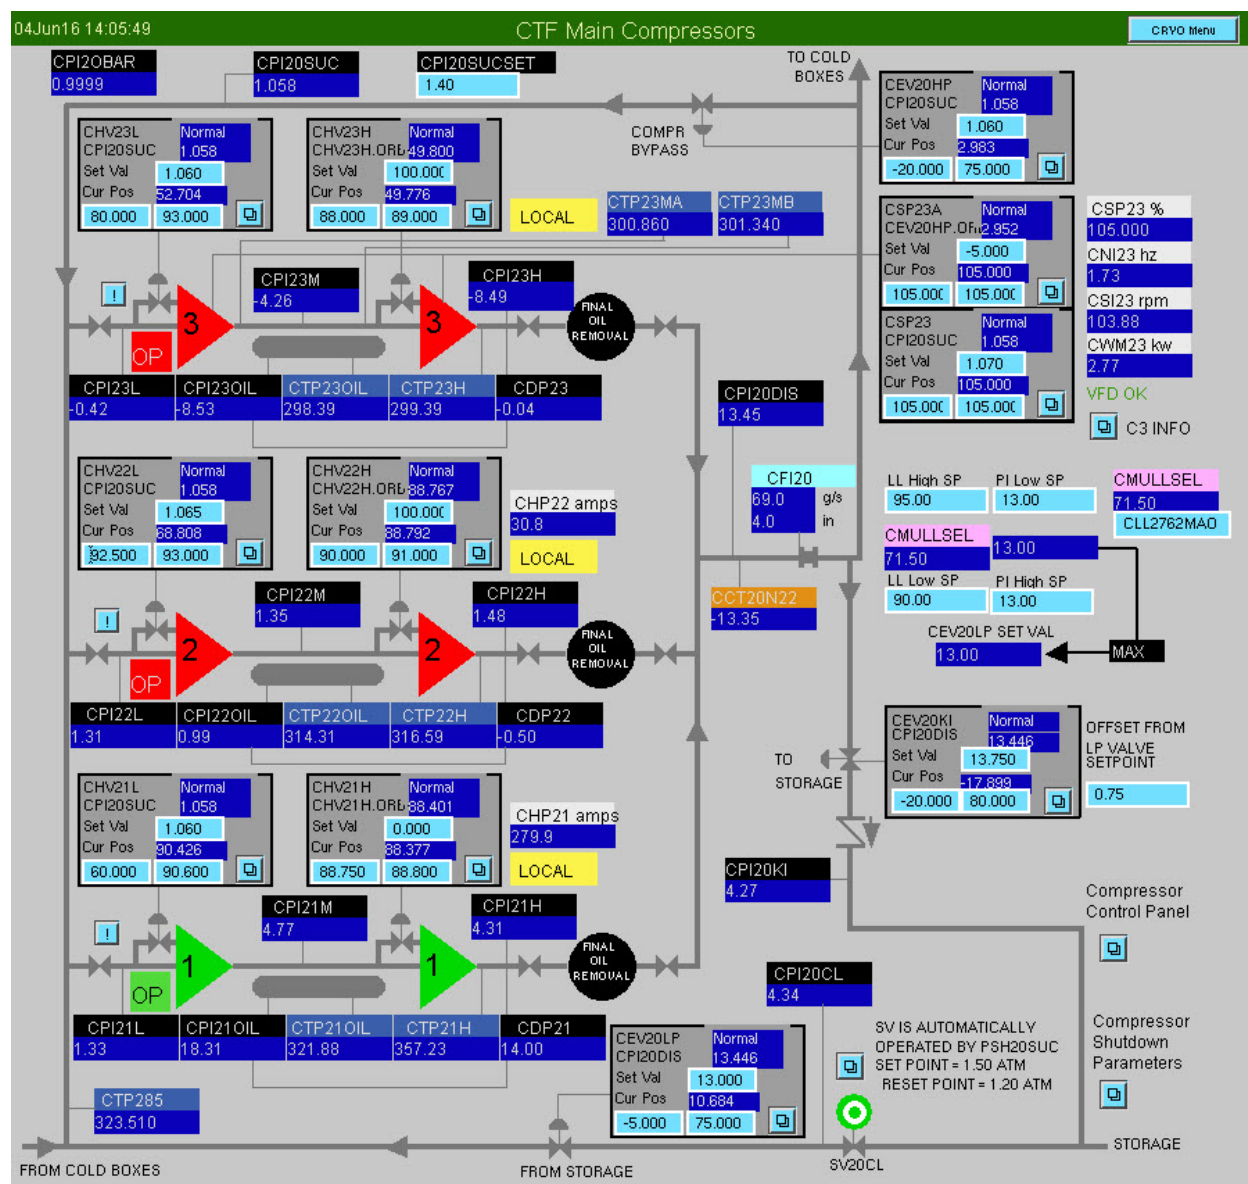 04Jun16 14:05:49
CTF Main Compressors
CRYO Menu
CPI20BAR
0.9999
CPI20SUC
1.058
CPI20SUCSET
1.40
TO COLD
BOXES
COMPR
BYPASS
CEV20HP Normal
CPI20SUC 1.058
Set Val 1.060
Cur Pos 2.983
-20.000 75.000
CHV23L Normal
CPI20SUC 1.058
Set Val 1.060
Cur Pos 52.704
80.000 93.000
CHV23H Normal
CHV23H.ORB 49.800
Set Val 100.000
Cur Pos 49.776
88.000 89.000
LOCAL
CTP23MA
300.860
CTP23MB
301.340
CSP23A Normal
CEV20HP.OR 2.952
Set Val -5.000
Cur Pos 105.000
105.000 105.000
CSP23 Normal
CPI20SUC 1.058
Set Val 1.070
Cur Pos 105.000
105.000 105.000
CSP23 %
105.000
CNI23 hz
1.73
CSI23 rpm
103.88
CWM23 kw
2.77
VFD OK
C3 INFO
!
OP
3
CPI23M
-4.26
3
CPI23H
-8.49
FINAL
OIL
REMOVAL
CPI23L CPI23OIL CTP23OIL CTP23H CDP23
-0.42 -8.53 298.39 299.39 -0.04
CPI20DIS
13.45
CFI20
69.0 g/s
4.0 in
CHV22L Normal
CPI20SUC 1.058
Set Val 1.065
Cur Pos 68.808
92.500 93.000
CHV22H Normal
CHV22H.ORB 88.767
Set Val 100.000
Cur Pos 88.792
90.000 91.000
CHP22 amps
30.8
LOCAL
LL High SP
95.00
PI Low SP
13.00
CMULLSEL
71.50
CLL2762MAO
CMULLSEL
71.50
13.00
LL Low SP
90.00
PI High SP
13.00
CEV20LP SET VAL
13.00
MAX
!
OP
2
CPI22M
1.35
2
CPI22H
1.48
FINAL
OIL
REMOVAL
CCT20N22
-13.35
CPI22L CPI22OIL CTP22OIL CTP22H CDP22
1.31 0.99 314.31 316.59 -0.50
TO
STORAGE
CEV20KI Normal
CPI20DIS 13.446
Set Val 13.750
Cur Pos -17.899
-20.000 80.000
OFFSET FROM
LP VALVE
SETPOINT
0.75
CHV21L Normal
CPI20SUC 1.058
Set Val 1.060
Cur Pos 90.426
60.000 90.600
CHV21H Normal
CHV21H.ORB 88.401
Set Val 0.000
Cur Pos 88.377
88.750 88.800
CHP21 amps
279.9
LOCAL
CPI20KI
4.27
!
OP
1
CPI21M
4.77
1
CPI21H
4.31
FINAL
OIL
REMOVAL
CPI21L CPI21OIL CTP21OIL CTP21H CDP21
1.33 18.31 321.88 357.23 14.00
Compressor
Control Panel
CPI20CL
4.34
CEV20LP Normal
CPI20DIS 13.446
Set Val 13.000
Cur Pos 10.684
-5.000 75.000
SV IS AUTOMATICALLY
OPERATED BY PSH20SUC
SET POINT = 1.50 ATM
RESET POINT = 1.20 ATM
Compressor
Shutdown
Parameters
CTP285
323.510
FROM COLD BOXES
FROM STORAGE
SV20CL
STORAGE